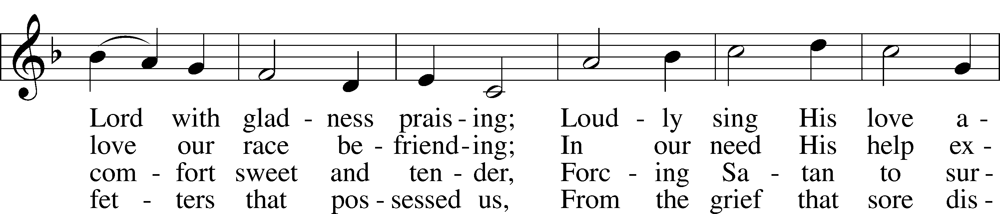 Lord with glad - ness prais - ing; Loud - ly sing His love a -
love our race be - friend - ing; In our need His help ex -
com - fort sweet and ten - der, Forc - ing Sa - tan to sur -
fet - ters that pos - sessed us, From the grief that sore dis -